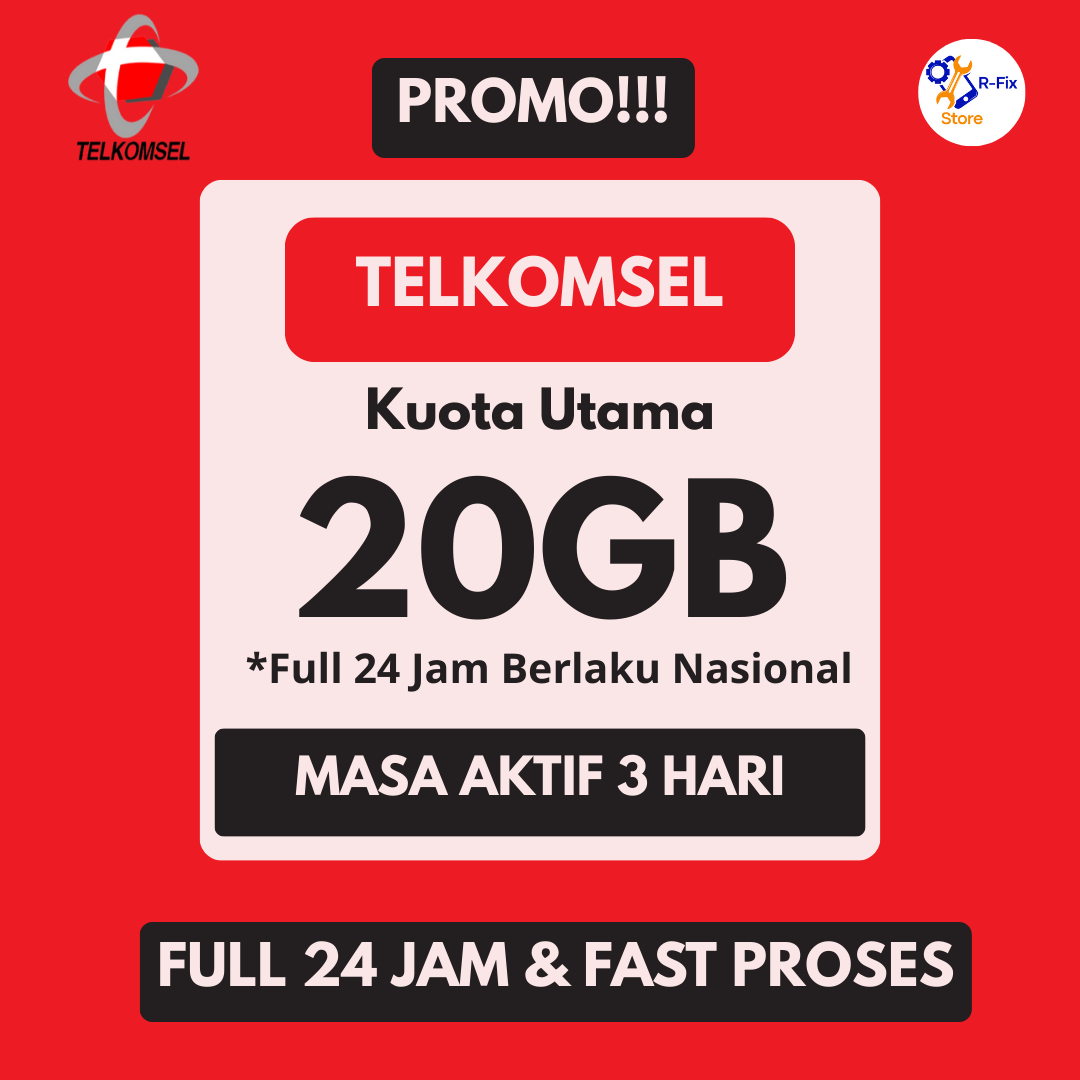 TELKOMSEL
PROMO!!!
R-Fix
Store
TELKOMSEL
Kuota Utama
20GB
*Full 24 Jam Berlaku Nasional
MASA AKTIF 3 HARI
FULL 24 JAM & FAST PROSES